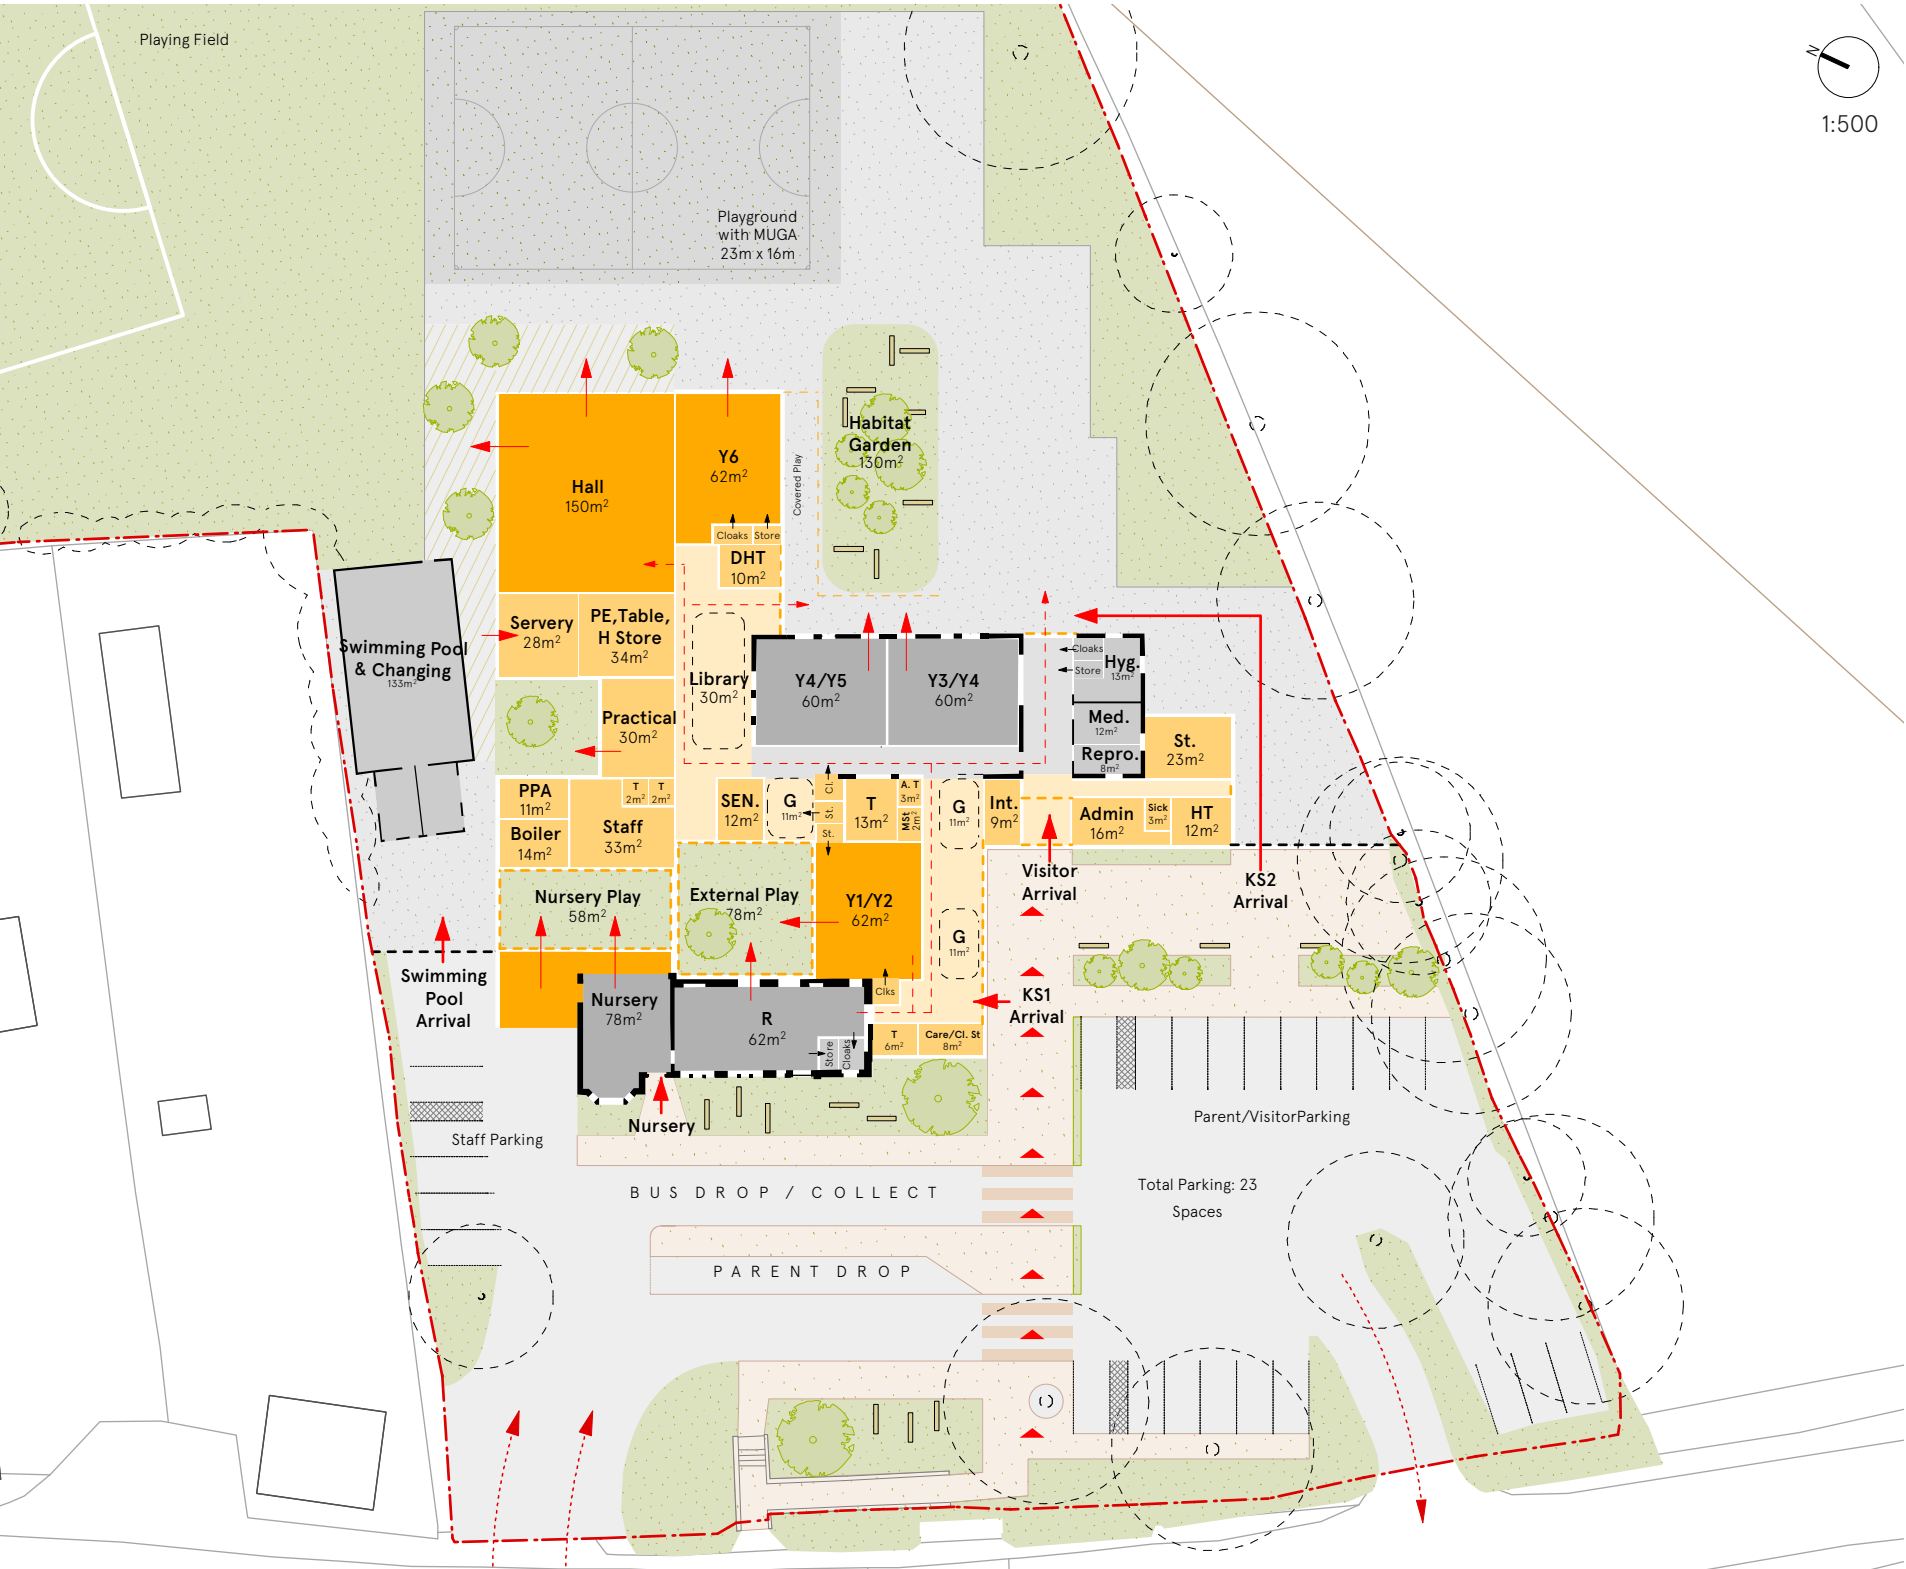 Playing Field
N
1:500
Playground
with MUGA
23m x 16m
Habitat
Garden
130m²
Covered Play
Y6
62m²
Hall
150m²
Cloaks
Store
DHT
10m²
Servery
28m²
PE,Table,
H Store
34m²
Swimming Pool
& Changing
133m²
Library
30m²
Y4/Y5
60m²
Y3/Y4
60m²
Cloaks
Store
Hyg.
13m²
Med.
12m²
Repro.
8m²
St.
23m²
Practical
30m²
PPA
11m²
T
2m²
T
2m²
Boiler
14m²
Staff
33m²
SEN.
12m²
G
11m²
Cl.
St.
St.
T
13m²
A. T
3m²
MSt
2m²
G
11m²
Int.
9m²
Admin
16m²
Sick
3m²
HT
12m²
Visitor
Arrival
KS2
Arrival
Nursery Play
58m²
External Play
78m²
Y1/Y2
62m²
G
11m²
Swimming
Pool
Arrival
Nursery
78m²
R
62m²
Clks
Store
Cloaks
T
6m²
Care/Cl. St
8m²
KS1
Arrival
Nursery
Staff Parking
Parent/VisitorParking
BUS DROP / COLLECT
Total Parking: 23
Spaces
PARENT DROP